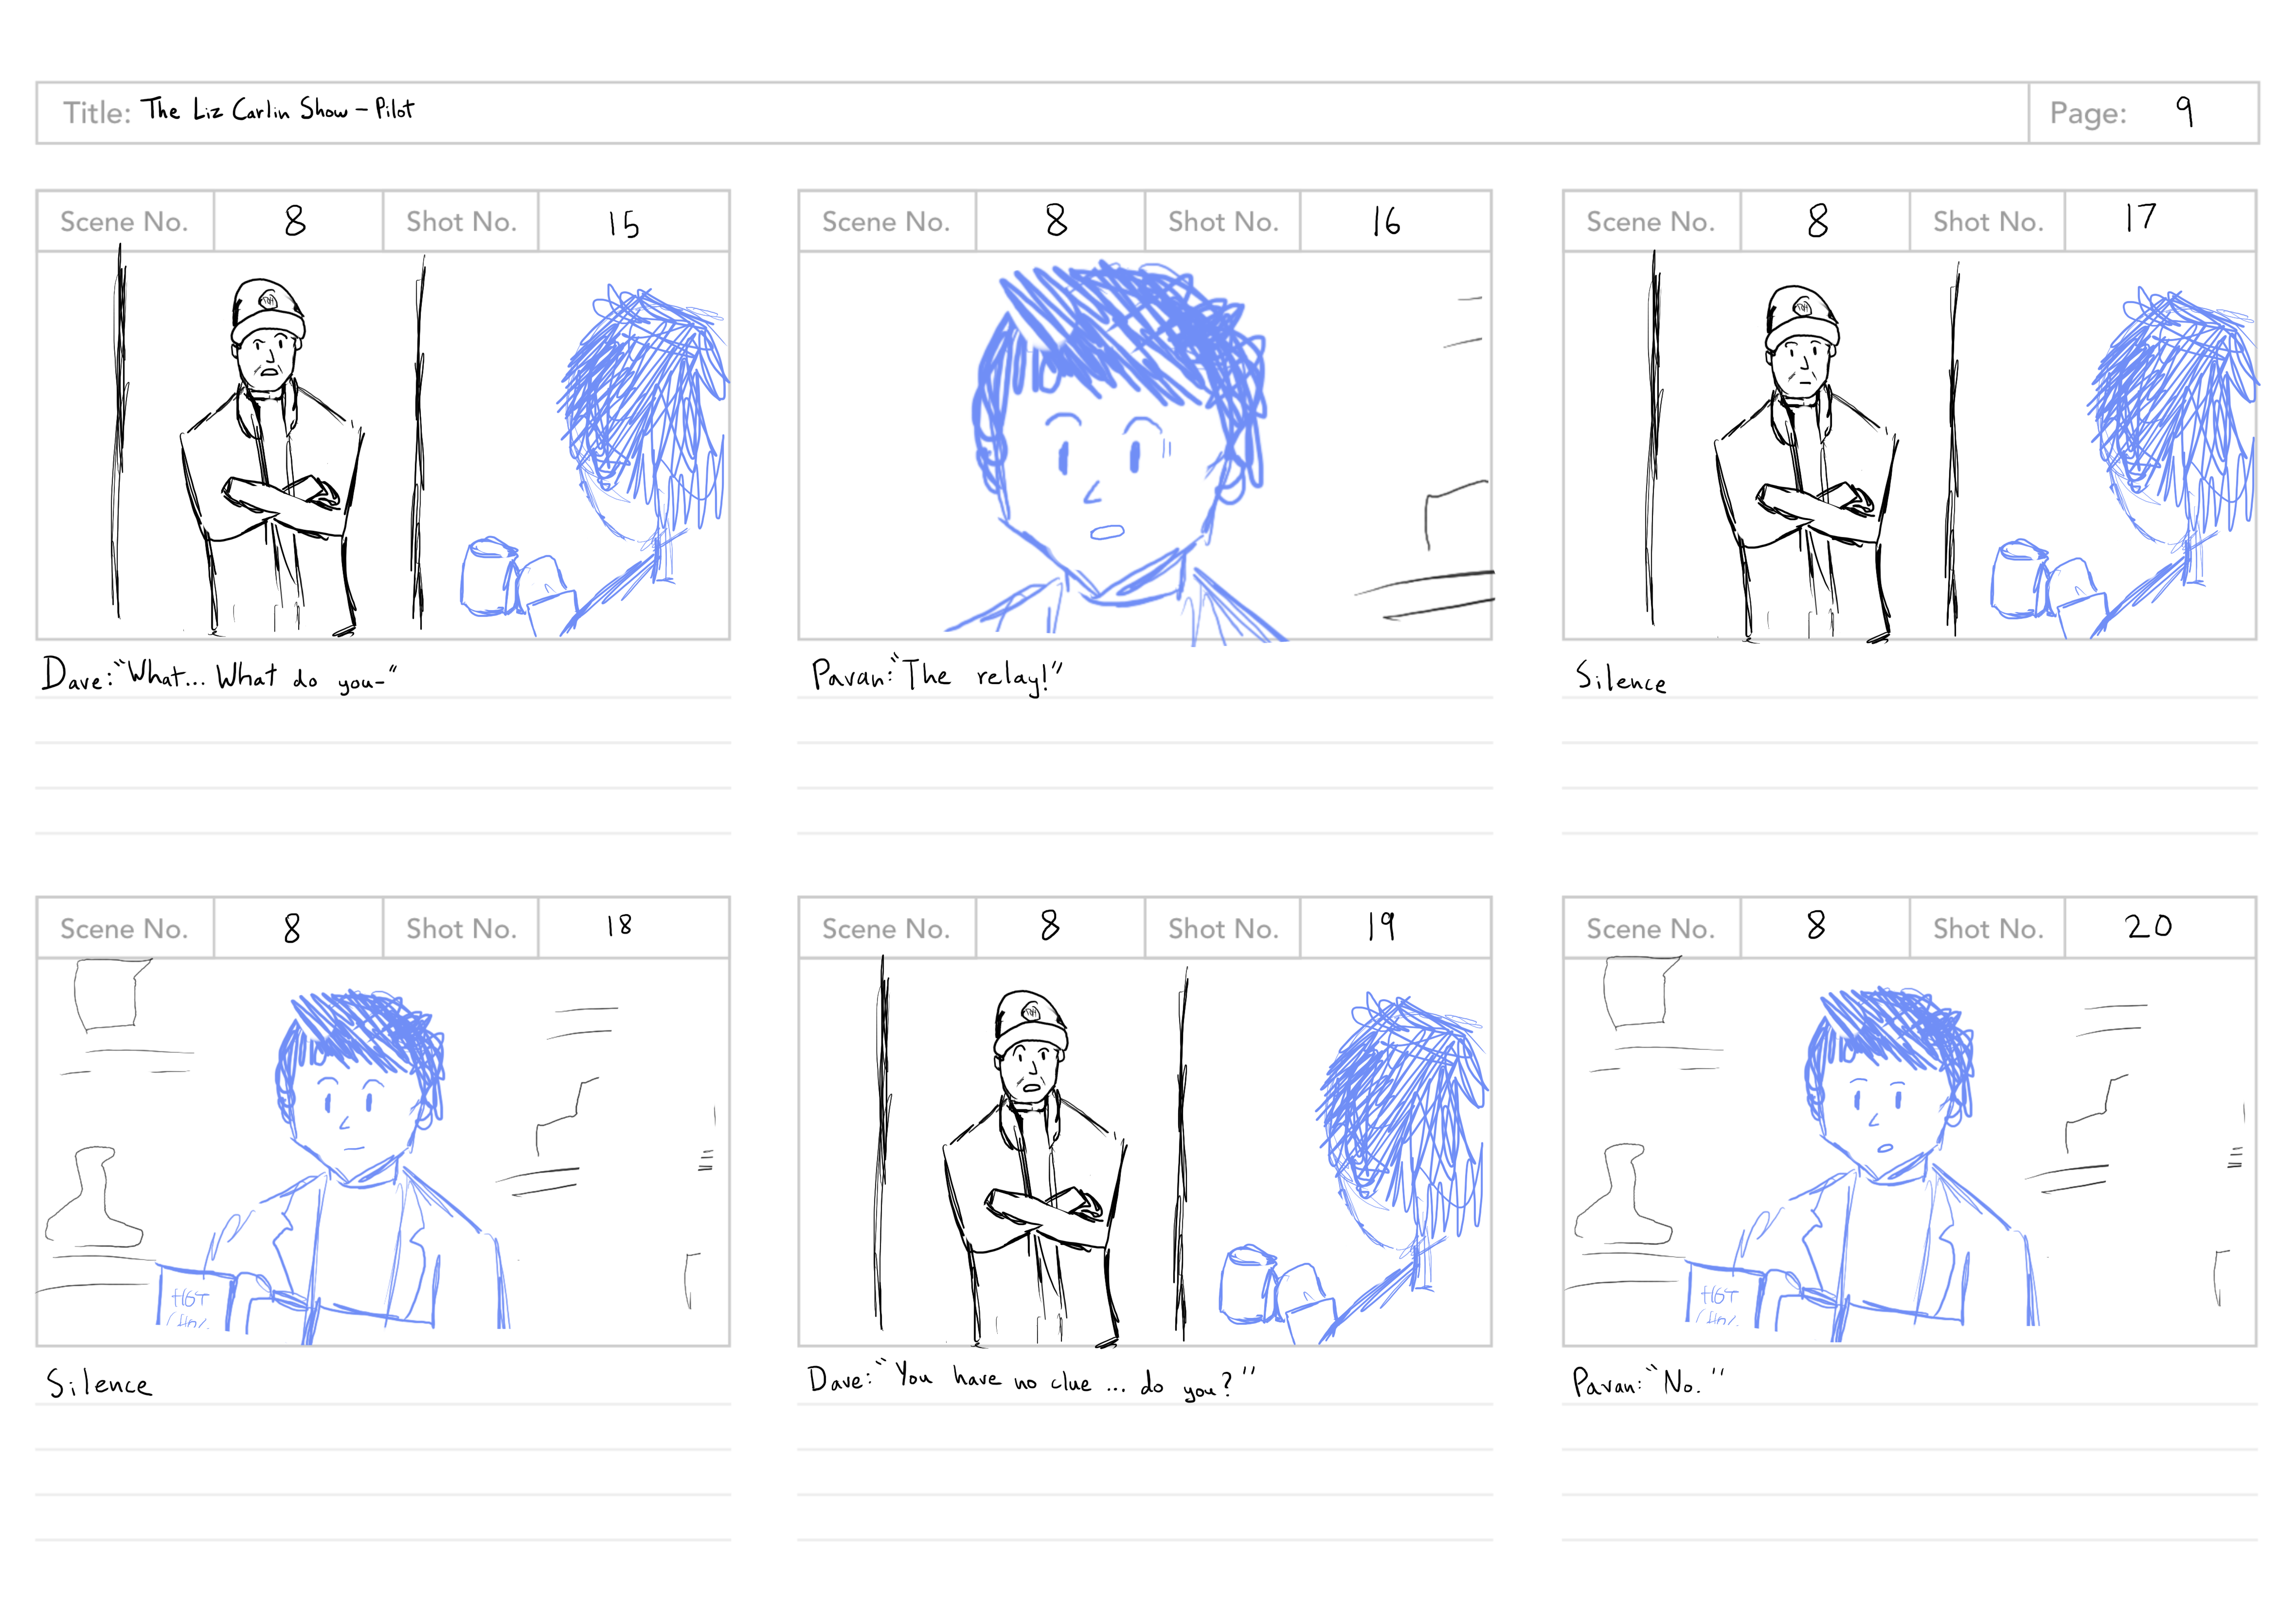 Title: The Liz Carlin Show - Pilot
Page: 9
Scene No. 8 Shot No. 15
Scene No. 8 Shot No. 16
Scene No. 8 Shot No. 17
Dave: "What... What do you-"
Pavan: "The relay!"
Silence
Scene No. 8 Shot No. 18
Scene No. 8 Shot No. 19
Scene No. 8 Shot No. 20
HOT
HOT
Silence
Dave: "You have no clue ... do you?"
Pavan: "No."